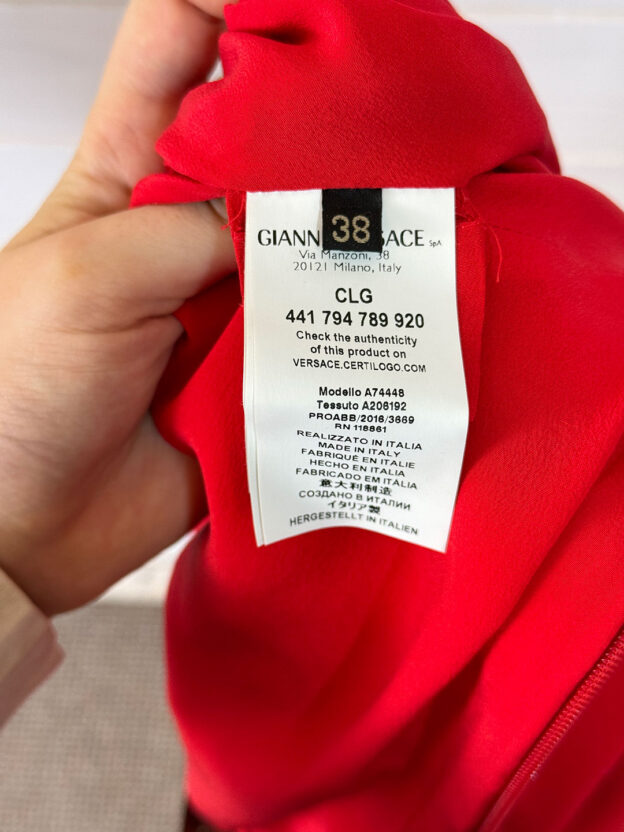 38
GIANN SACE SpA
Via Manzoni, 38
20121 Milano, Italy
CLG
441 794 789 920
Check the authenticity
of this product on
VERSACE.CERTILOGO.COM
Modello A74448
Tessuto A206192
PROABB/2016/3669
RN 118861
REALIZZATO IN ITALIA
MADE IN ITALY
FABRIQUÉ EN ITALIE
HECHO EN ITALIA
FABRICADO EM ITALIA
意大利制造
СОЗДАНО В ИТАЛИИ
イタリア製
HERGESTELLT IN ITALIEN